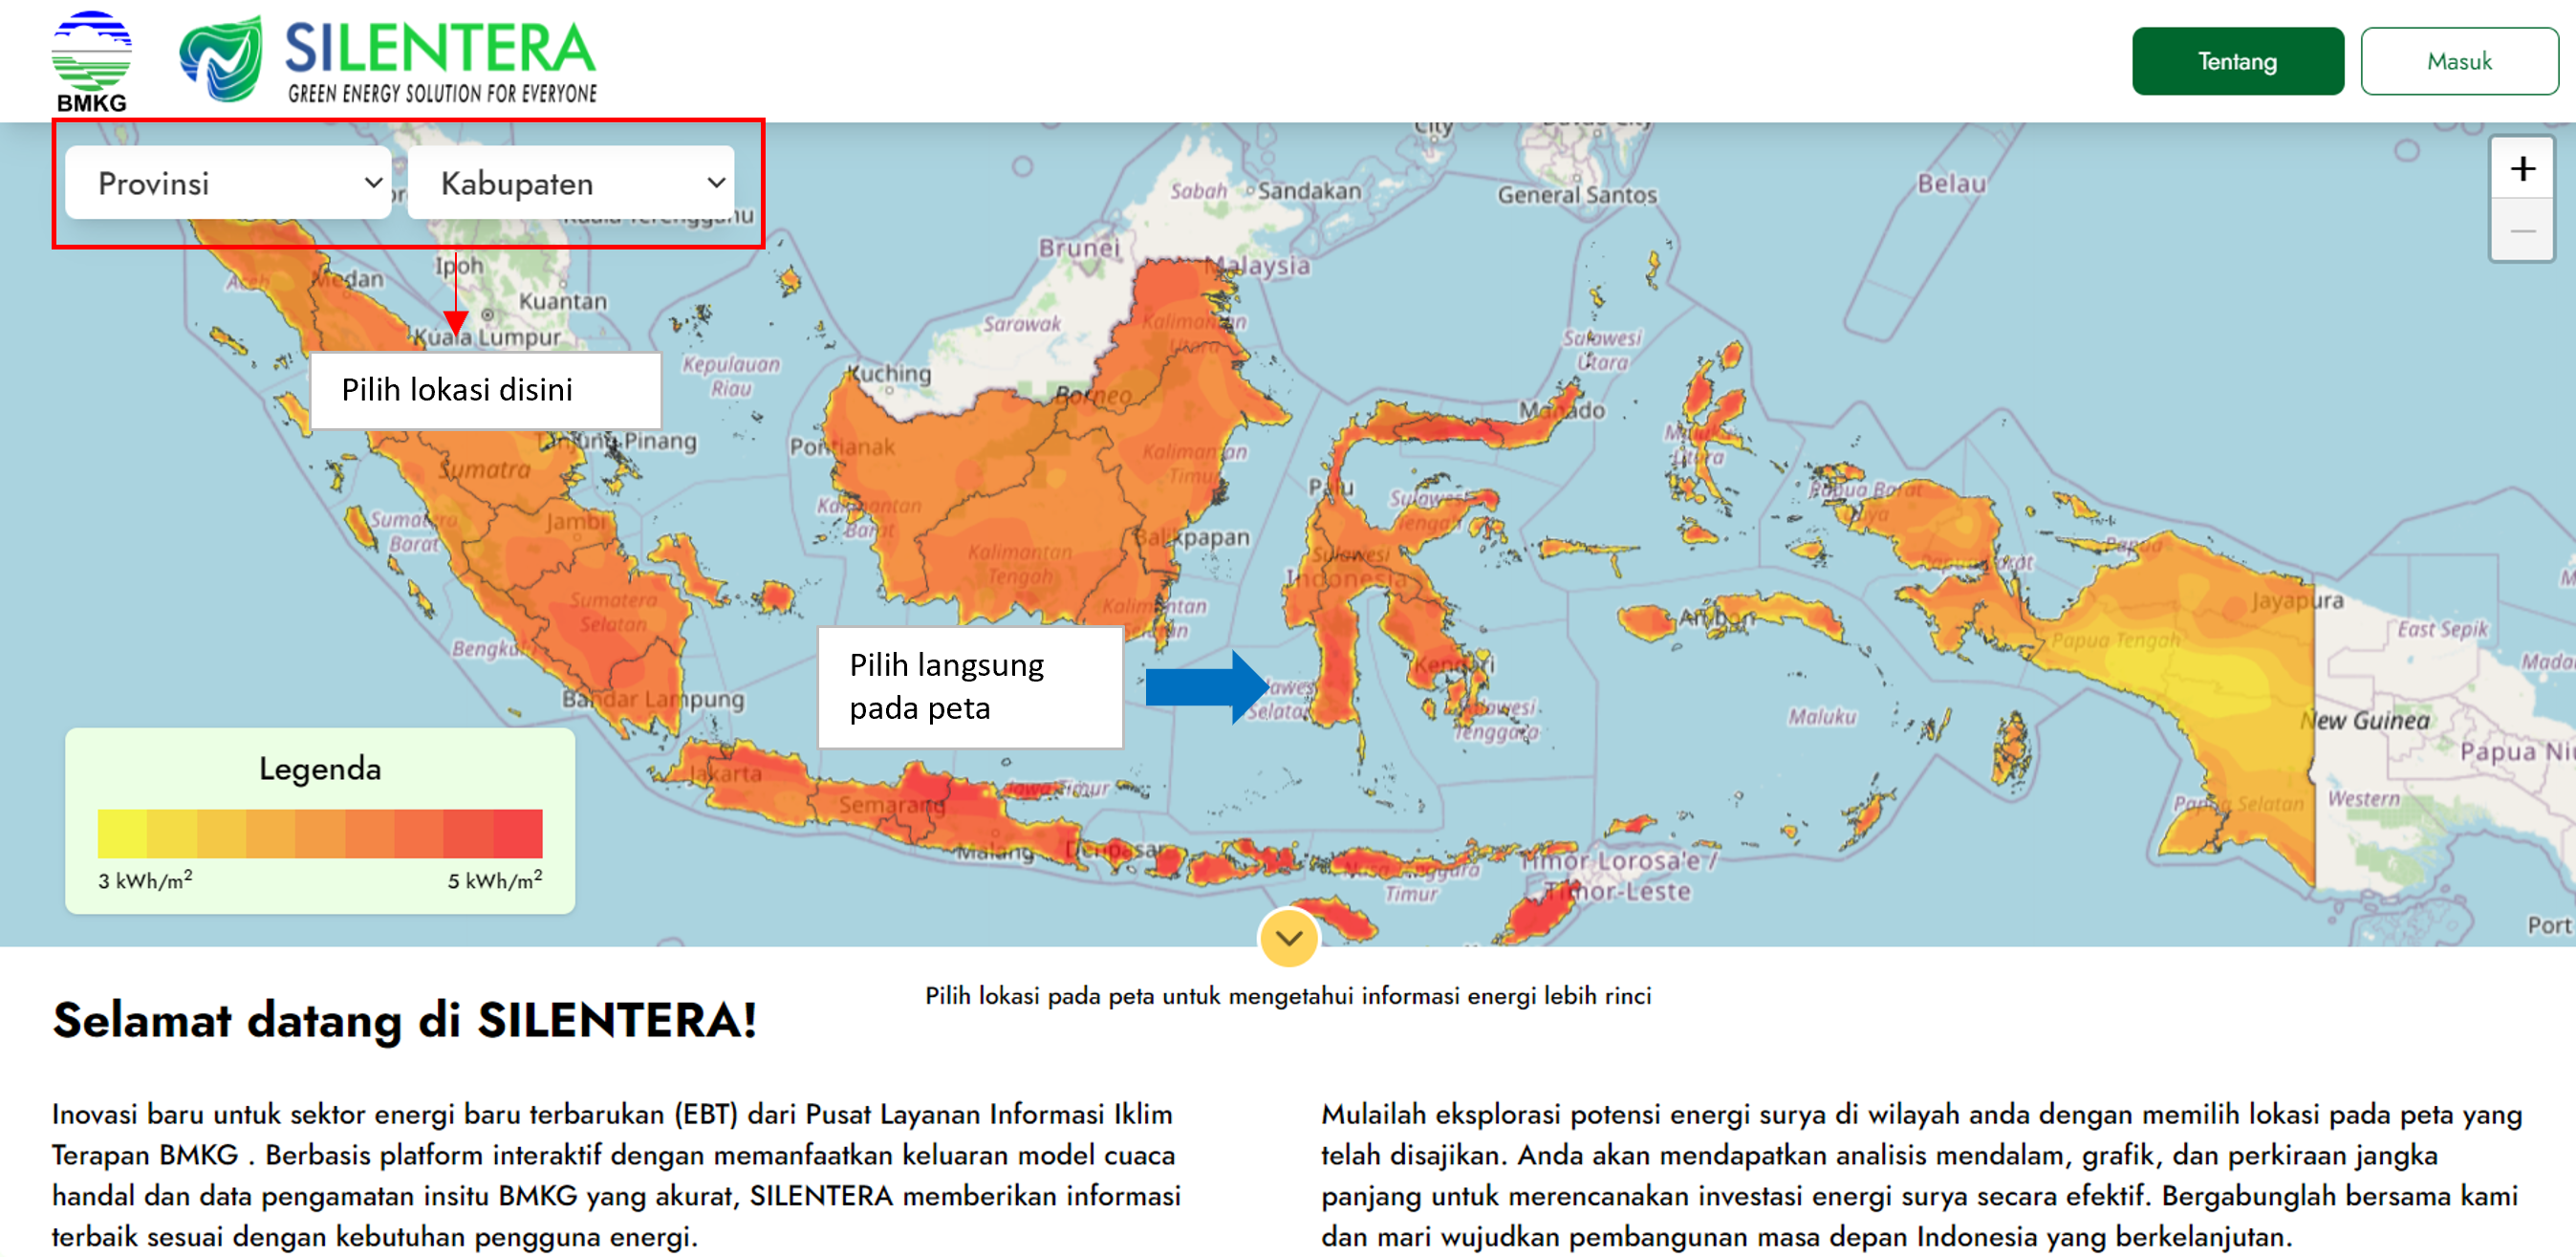 BMKG
SILENTERA
GREEN ENERGY SOLUTION FOR EVERYONE
Tentang
Masuk
Provinsi
Kabupaten
+
−
City
Sabah
Sandakan
General Santos
Belau
Brunei
Malaysia
Aceh
Medan
Ipoh
Kuantan
Kuala Lumpur
Sarawak
Kalimantan
Utara
Sulawesi
Utara
Kepulauan
Riau
Kuching
Borneo
Pilih lokasi disini
Manado
Tanjung Pinang
Pontianak
Maluku
Utara
Sumatra
Kalimantan
Timur
Palu
Sulawesi
Tengah
Papua Barat
Daya
Sumatera
Barat
Jambi
Kalimantan
Barat
Balikpapan
Kalimantan
Tengah
Sulawesi
Indonesia
Papua
Papua Barat
Sumatera
Selatan
Kalimantan
Selatan
Ambon
Jayapura
Papua Tengah
East Sepik
Bengkulu
Kendari
Pilih langsung
pada peta
Selatan
Sulawesi
Tenggara
Maluku
New Guinea
Bandar Lampung
Papua
Legenda
3 kWh/m²
5 kWh/m²
Jakarta
Semarang
Jawa Timur
Malang
Denpasar
Papua Selatan
Western
Nusa Tenggara
Timur
Timor Lorosa'e /
Timor-Leste
Port
Pilih lokasi pada peta untuk mengetahui informasi energi lebih rinci
Selamat datang di SILENTERA!
Inovasi baru untuk sektor energi baru terbarukan (EBT) dari Pusat Layanan Informasi Iklim
Terapan BMKG . Berbasis platform interaktif dengan memanfaatkan keluaran model cuaca
handal dan data pengamatan insitu BMKG yang akurat, SILENTERA memberikan informasi
terbaik sesuai dengan kebutuhan pengguna energi.
Mulailah eksplorasi potensi energi surya di wilayah anda dengan memilih lokasi pada peta yang
telah disajikan. Anda akan mendapatkan analisis mendalam, grafik, dan perkiraan jangka
panjang untuk merencanakan investasi energi surya secara efektif. Bergabunglah bersama kami
dan mari wujudkan pembangunan masa depan Indonesia yang berkelanjutan.